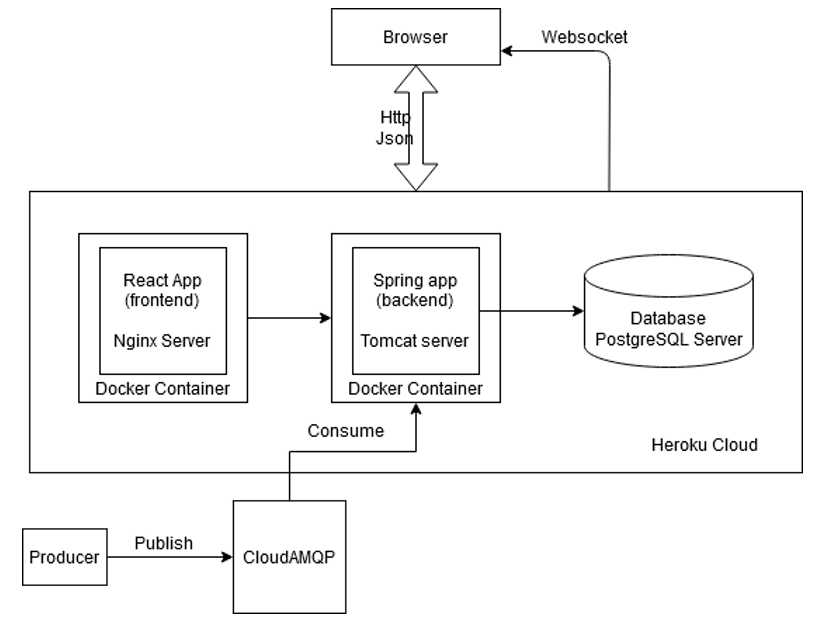 Browser
Websocket
Http
Json
React App
(frontend)
Nginx Server
Docker Container
Spring app
(backend)
Tomcat server
Docker Container
Database
PostgreSQL Server
Consume
Heroku Cloud
Producer
Publish
CloudAMQP